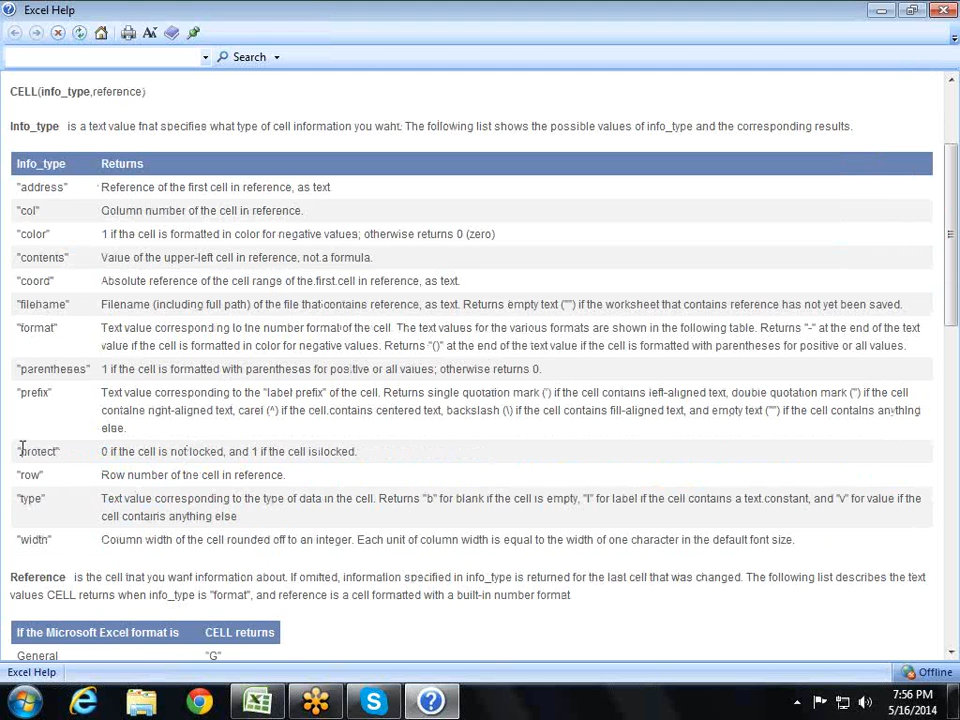 Excel Help
Search
CELL(info_type,reference)
Info_type is a text value that specifies what type of cell information you want. The following list shows the possible values of info_type and the corresponding results.
Info_type Returns
"address" Reference of the first cell in reference, as text
"col" Column number of the cell in reference.
"color" 1 if the cell is formatted in color for negative values; otherwise returns 0 (zero)
"contents" Value of the upper-left cell in reference, not a formula.
"coord" Absolute reference of the cell range of the first cell in reference, as text.
"filename" Filename (including full path) of the file that contains reference, as text. Returns empty text ("") if the worksheet that contains reference has not yet been saved.
"format" Text value corresponding to the number format of the cell. The text values for the various formats are shown in the following table. Returns "-" at the end of the text
value if the cell is formatted in color for negative values. Returns "()" at the end of the text value if the cell is formatted with parentheses for positive or all values.
"parentheses" 1 if the cell is formatted with parentheses for positive or all values; otherwise returns 0.
"prefix" Text value corresponding to the "label prefix" of the cell. Returns single quotation mark (') if the cell contains left-aligned text, double quotation mark (") if the cell
contains right-aligned text, caret (^) if the cell contains centered text, backslash (\) if the cell contains fill-aligned text, and empty text ("") if the cell contains anything
else.
"protect" 0 if the cell is not locked, and 1 if the cell is locked.
"row" Row number of the cell in reference.
"type" Text value corresponding to the type of data in the cell. Returns "b" for blank if the cell is empty, "l" for label if the cell contains a text constant, and "v" for value if the
cell contains anything else
"width" Column width of the cell rounded off to an integer. Each unit of column width is equal to the width of one character in the default font size.
Reference is the cell that you want information about. If omitted, information specified in info_type is returned for the last cell that was changed. The following list describes the text
values CELL returns when info_type is "format", and reference is a cell formatted with a built-in number format
If the Microsoft Excel format is CELL returns
General "G"
Excel Help Offline
7:56 PM
5/16/2014